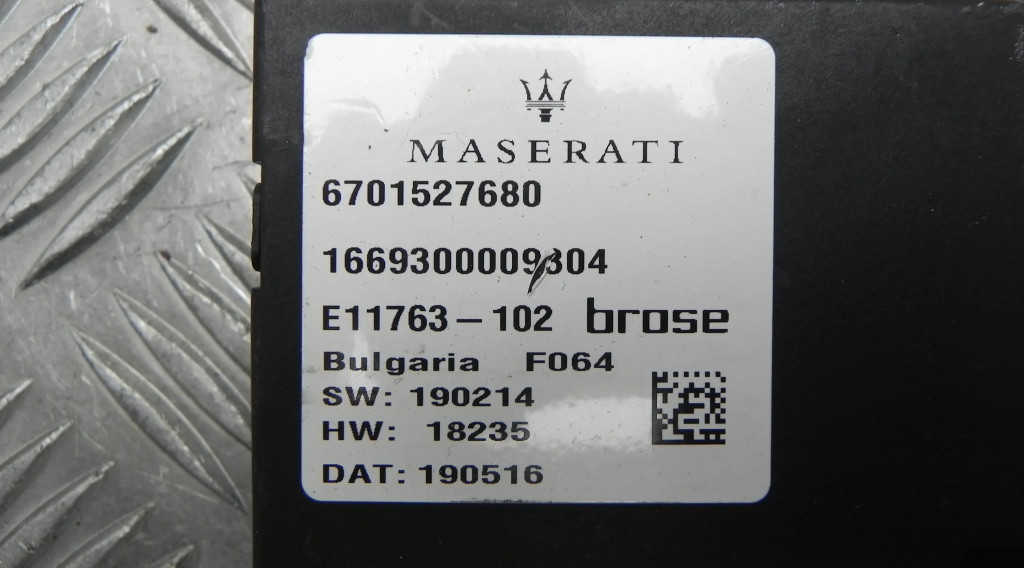 MASERATI
6701527680
1669300009304
E11763-102 brose
Bulgaria F064
SW: 190214
HW: 18235
DAT: 190516